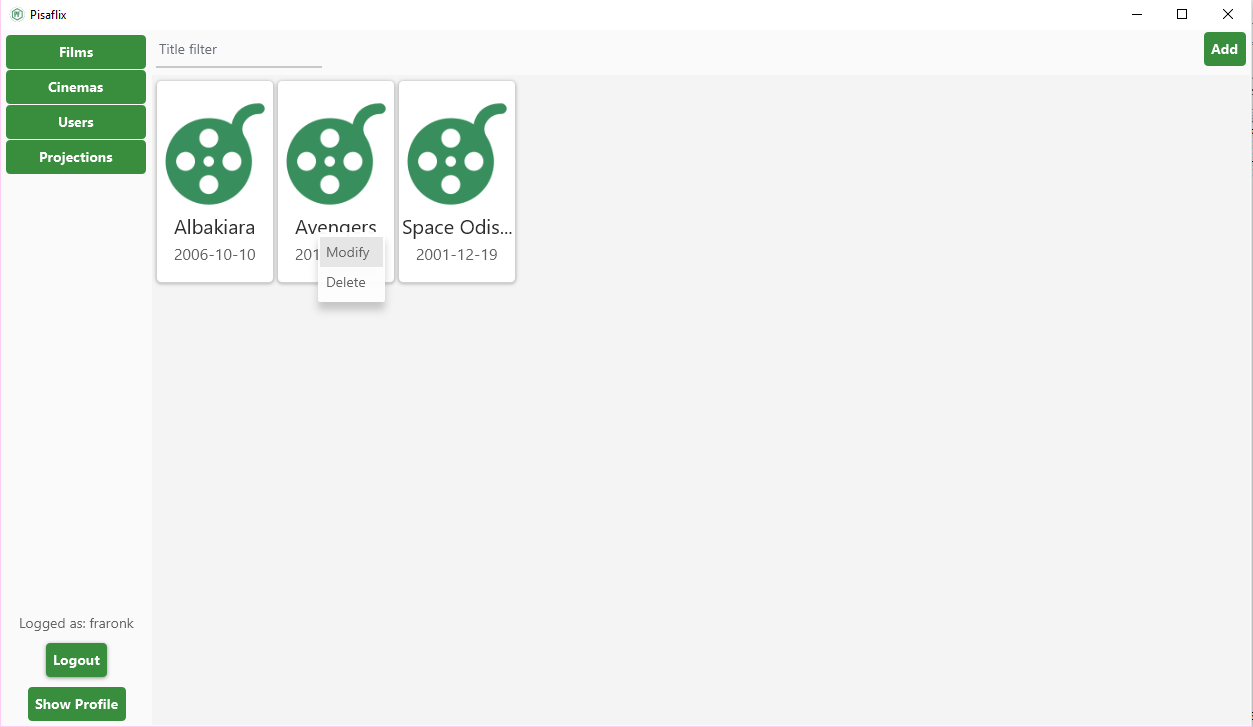 Pisaflix
Films
Cinemas
Users
Projections
Title filter
Add
Albakiara
2006-10-10
Avengers
201
Space Odis...
2001-12-19
Modify
Delete
Logged as: fraronk
Logout
Show Profile